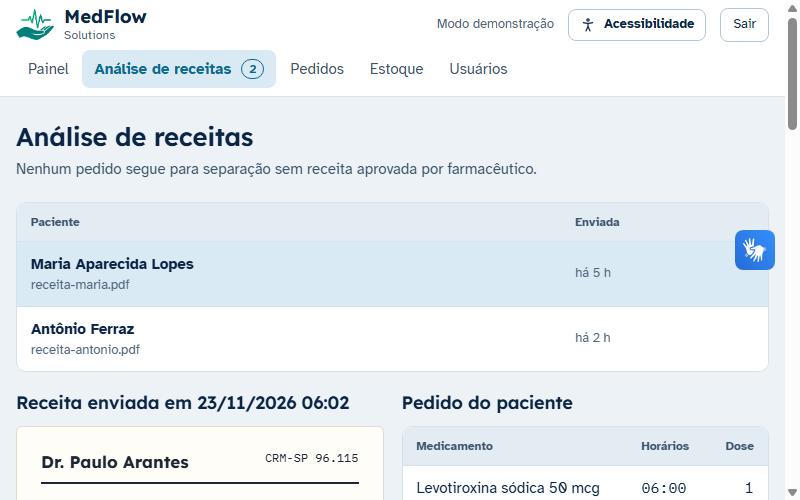 MedFlow
Solutions
Modo demonstração
Acessibilidade
Sair
Painel
Análise de receitas 2
Pedidos
Estoque
Usuários
Análise de receitas
Nenhum pedido segue para separação sem receita aprovada por farmacêutico.
Paciente Enviada
Maria Aparecida Lopes
receita-maria.pdf
há 5 h
Antônio Ferraz
receita-antonio.pdf
há 2 h
Receita enviada em 23/11/2026 06:02
Dr. Paulo Arantes CRM-SP 96.115
Pedido do paciente
Medicamento Horários Dose
Levotiroxina sódica 50 mcg 06:00 1